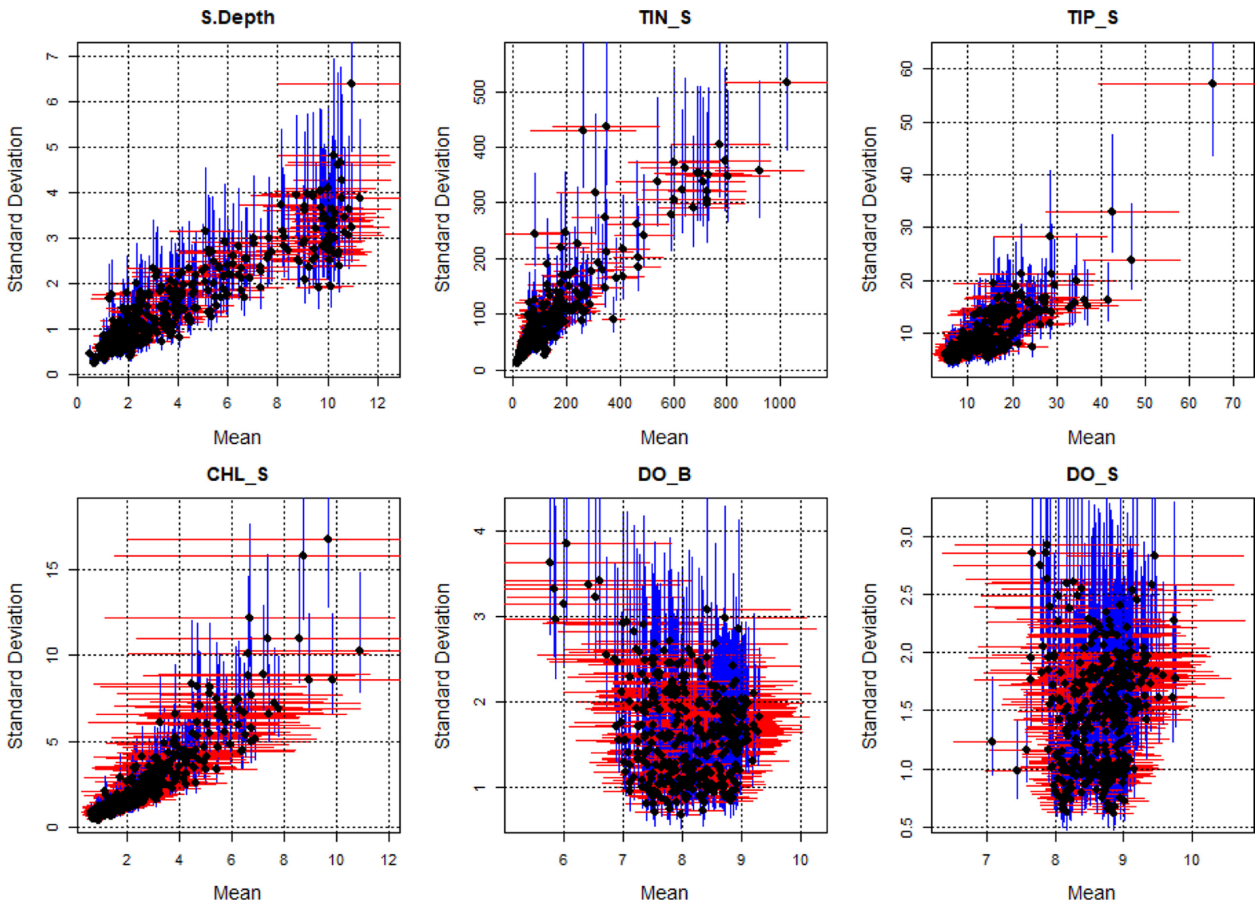 S.Depth
TIN_S
TIP_S
Standard Deviation
0 1 2 3 4 5 6 7
0 2 4 6 8 10 12
Mean
Standard Deviation
0 100 200 300 400 500
0 200 400 600 800 1000
Mean
Standard Deviation
10 20 30 40 50 60
10 20 30 40 50 60 70
Mean
CHL_S
DO_B
DO_S
Standard Deviation
0 5 10 15
2 4 6 8 10 12
Mean
Standard Deviation
1 2 3 4
6 7 8 9 10
Mean
Standard Deviation
0.5 1.0 1.5 2.0 2.5 3.0
7 8 9 10
Mean